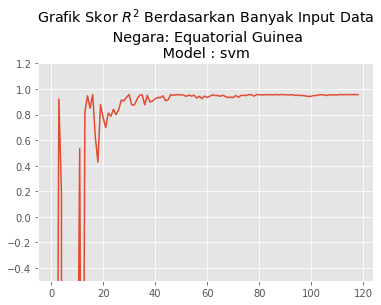 Grafik Skor $R^2$ Berdasarkan Banyak Input Data
Negara: Equatorial Guinea
Model : svm
1.2
1.0
0.8
0.6
0.4
0.2
0.0
−0.2
−0.4
0 20 40 60 80 100 120